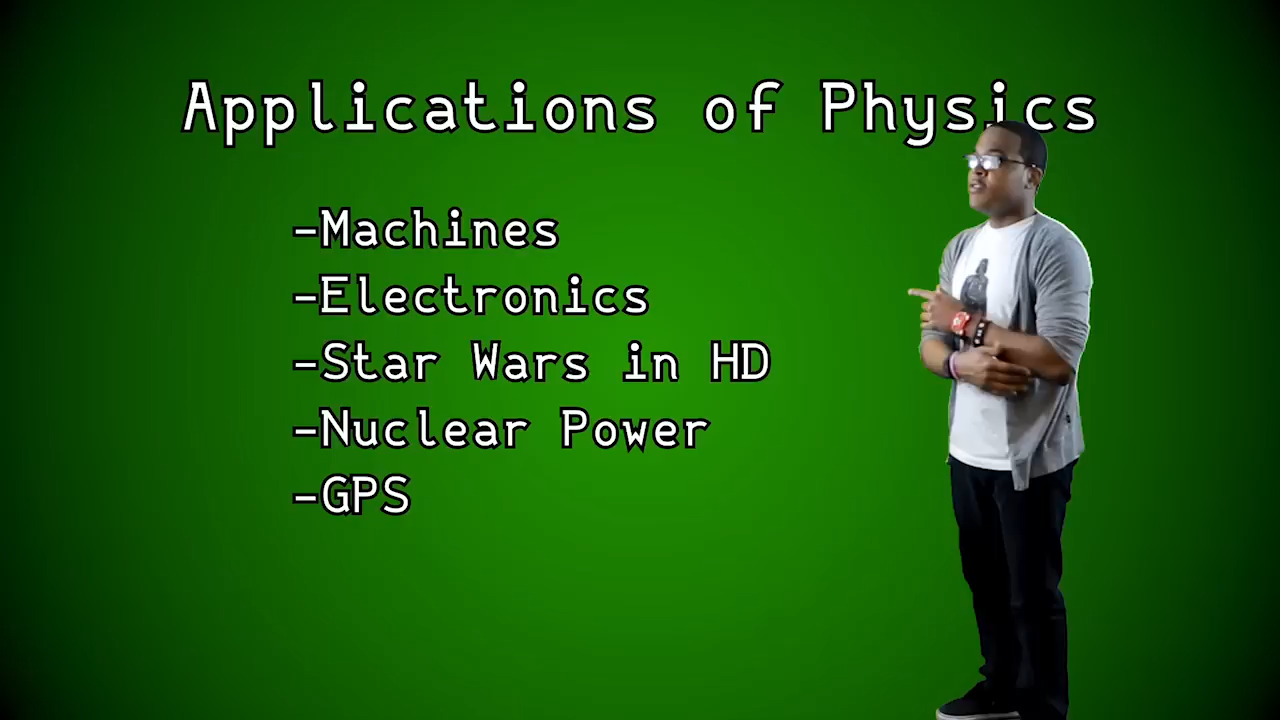 Applications of Physics
-Machines
-Electronics
-Star Wars in HD
-Nuclear Power
-GPS